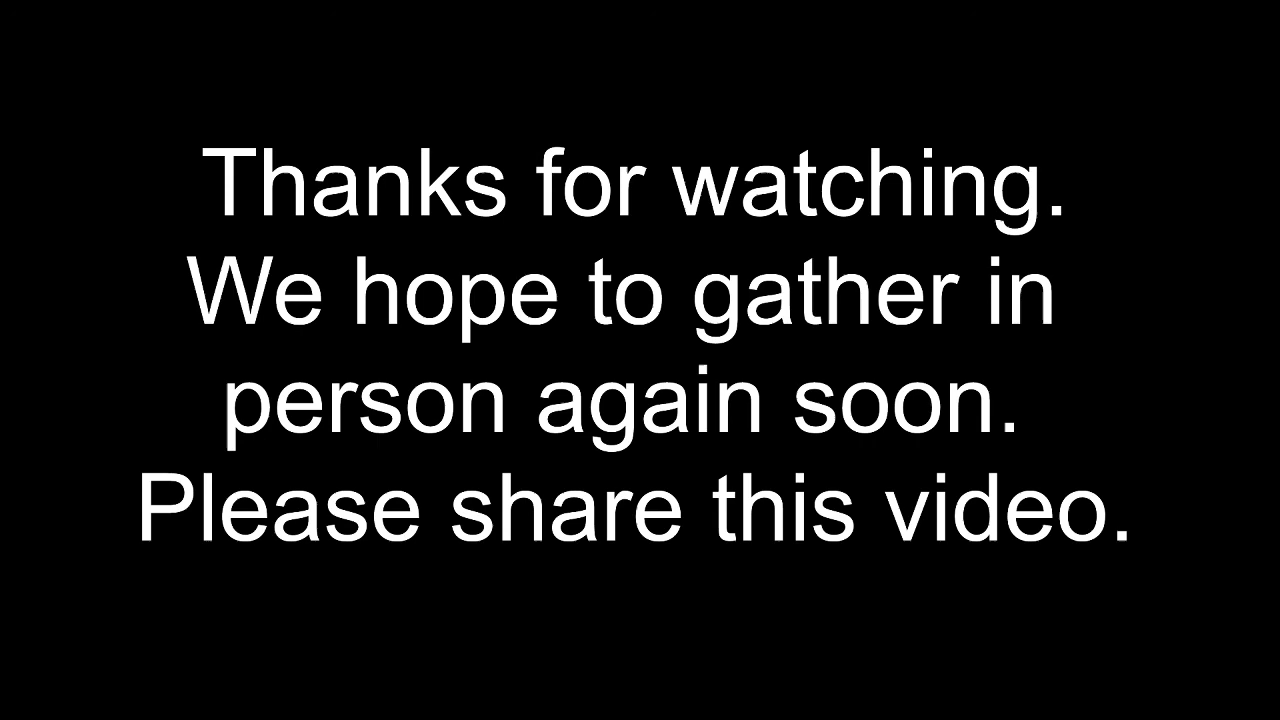 Thanks for watching.
We hope to gather in
person again soon.
Please share this video.